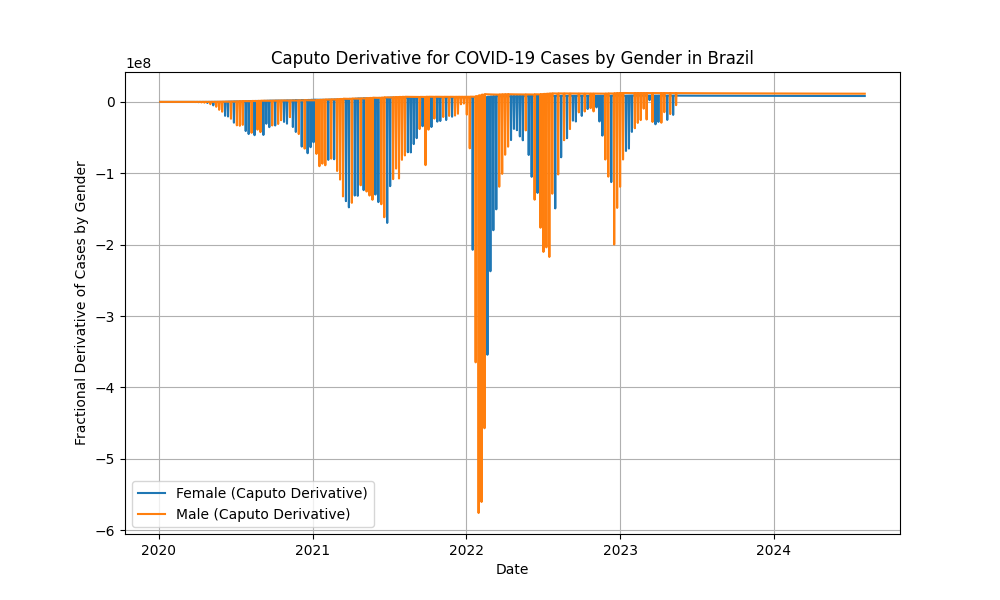 Caputo Derivative for COVID-19 Cases by Gender in Brazil
1e8
0
−1
−2
−3
−4
−5
−6
Fractional Derivative of Cases by Gender
Female (Caputo Derivative)
Male (Caputo Derivative)
2020 2021 2022 2023 2024
Date